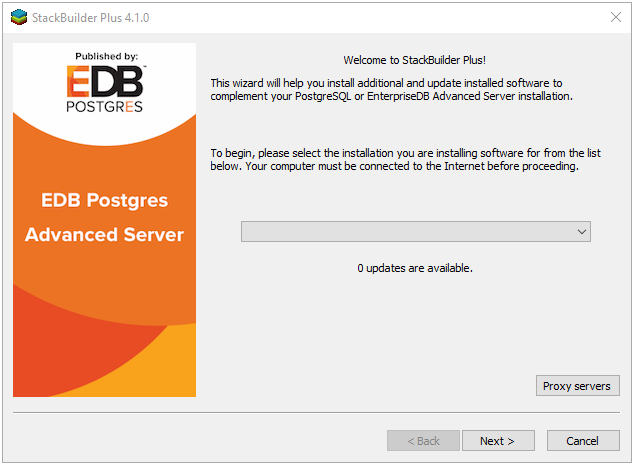 StackBuilder Plus 4.1.0
Published by:
EDB™
POSTGRES
EDB Postgres
Advanced Server
Welcome to StackBuilder Plus!
This wizard will help you install additional and update installed software to
complement your PostgreSQL or EnterpriseDB Advanced Server installation.
To begin, please select the installation you are installing software for from the list
below. Your computer must be connected to the Internet before proceeding.
0 updates are available.
Proxy servers
< Back
Next >
Cancel